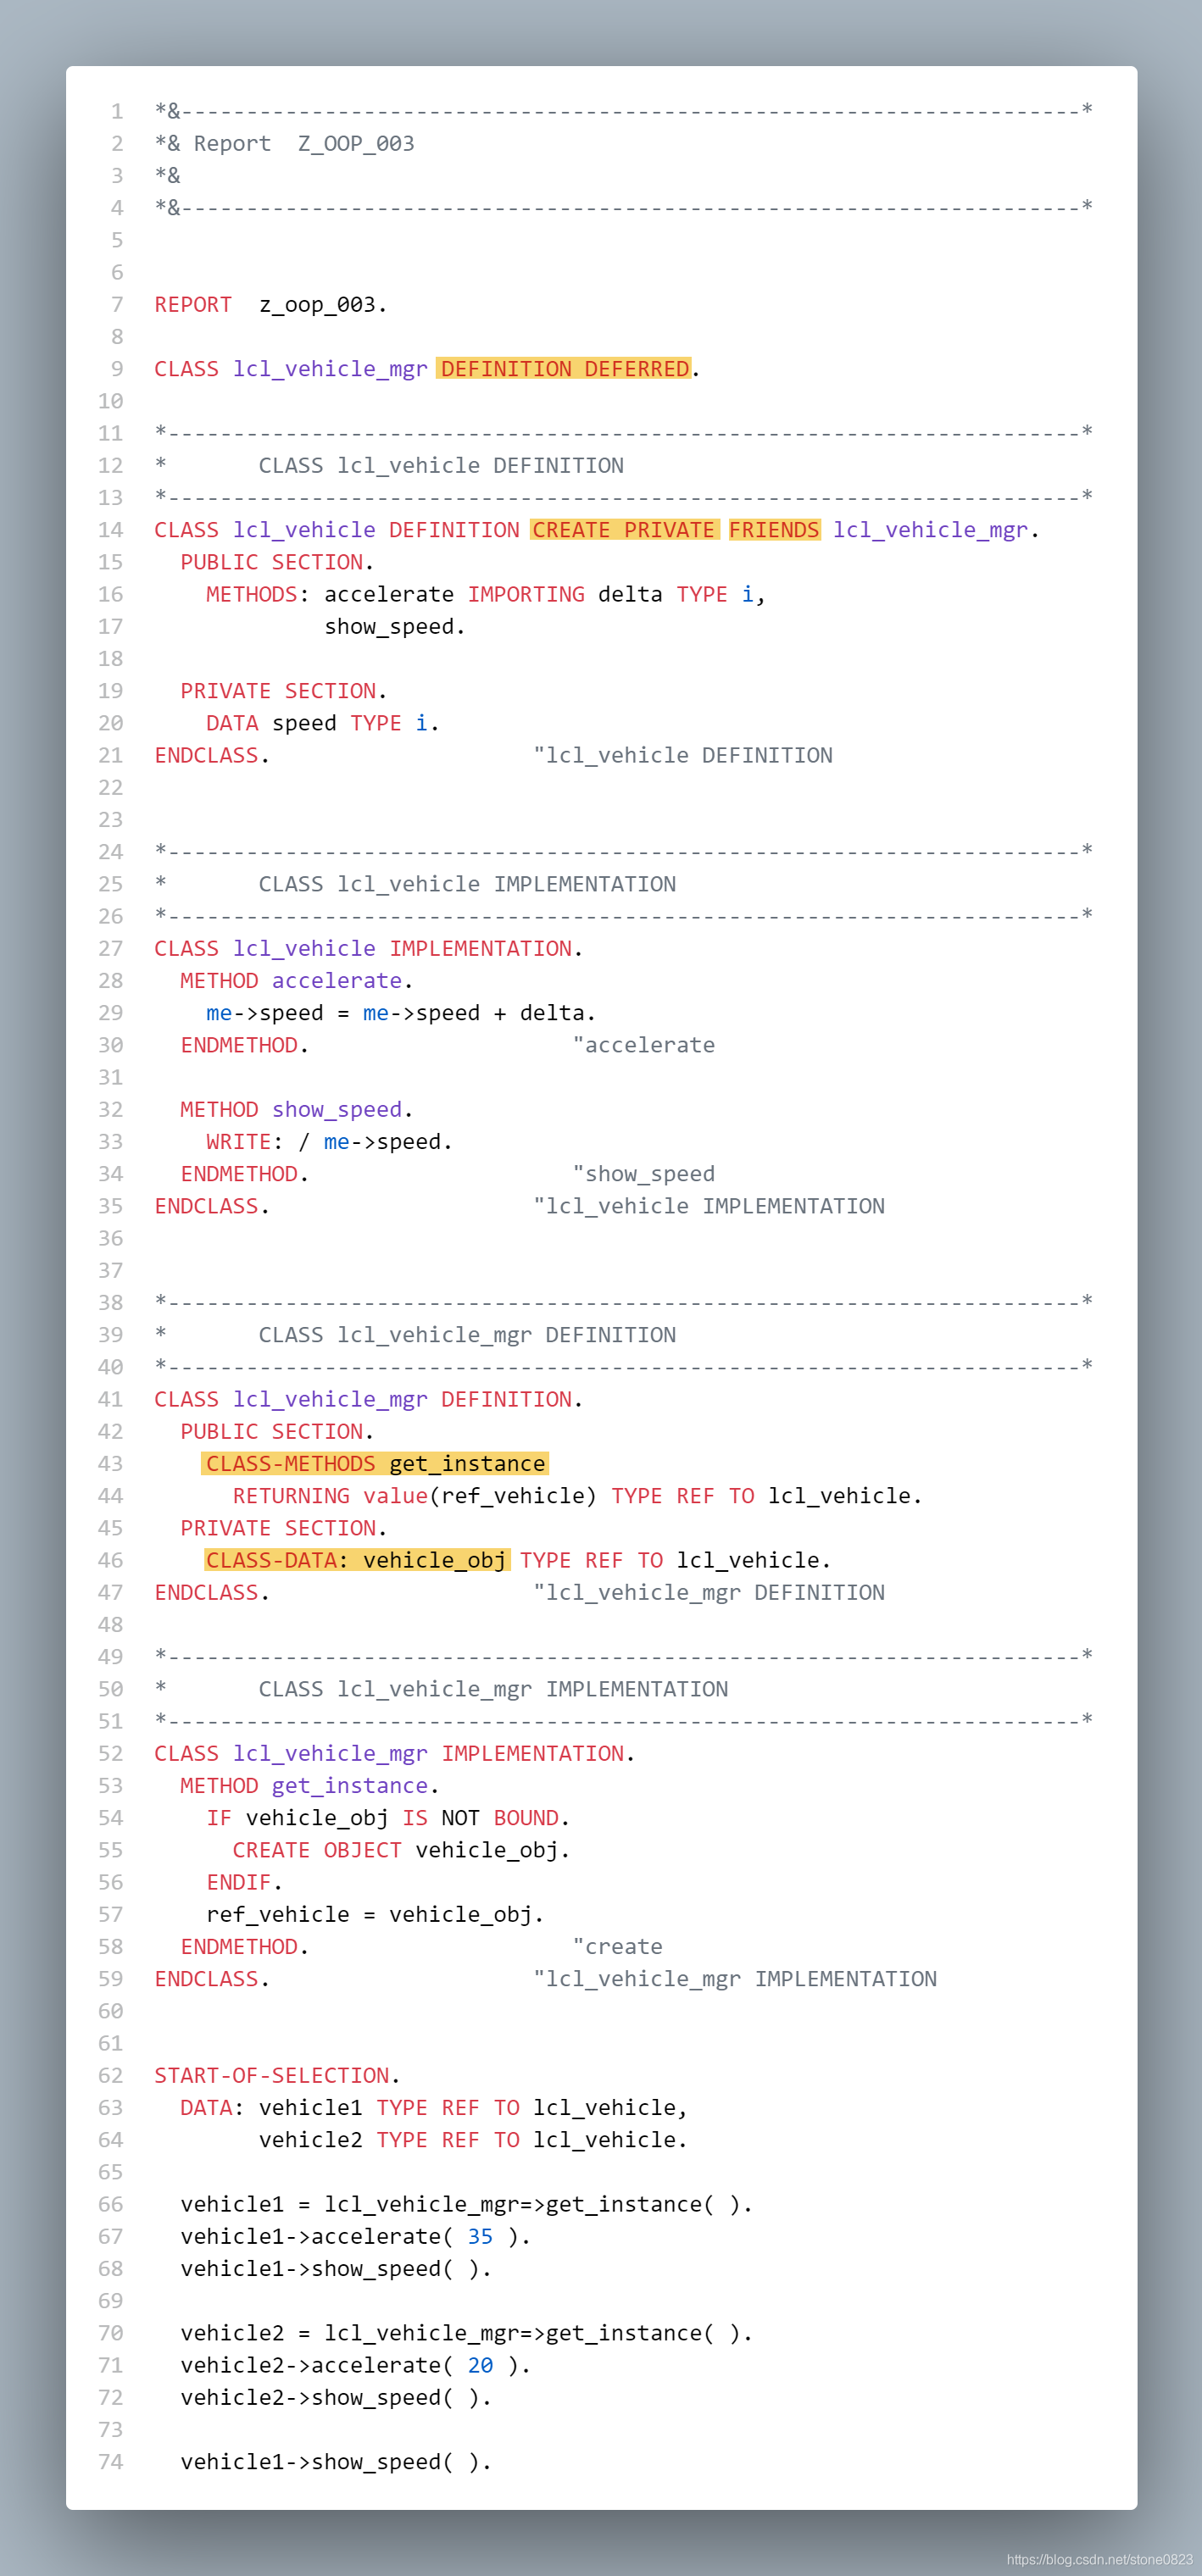 1 *&---------------------------------------------------------------------*
2 *& Report  Z_OOP_003
3 *&
4 *&---------------------------------------------------------------------*
5
6
7 REPORT  z_oop_003.
8
9 CLASS lcl_vehicle_mgr DEFINITION DEFERRED.
10
11 *----------------------------------------------------------------------*
12 *       CLASS lcl_vehicle DEFINITION
13 *----------------------------------------------------------------------*
14 CLASS lcl_vehicle DEFINITION CREATE PRIVATE FRIENDS lcl_vehicle_mgr.
15   PUBLIC SECTION.
16     METHODS: accelerate IMPORTING delta TYPE i,
17              show_speed.
18
19   PRIVATE SECTION.
20     DATA speed TYPE i.
21 ENDCLASS.                    "lcl_vehicle DEFINITION
22
23
24 *----------------------------------------------------------------------*
25 *       CLASS lcl_vehicle IMPLEMENTATION
26 *----------------------------------------------------------------------*
27 CLASS lcl_vehicle IMPLEMENTATION.
28   METHOD accelerate.
29     me->speed = me->speed + delta.
30   ENDMETHOD.                    "accelerate
31
32   METHOD show_speed.
33     WRITE: / me->speed.
34   ENDMETHOD.                    "show_speed
35 ENDCLASS.                    "lcl_vehicle IMPLEMENTATION
36
37
38 *----------------------------------------------------------------------*
39 *       CLASS lcl_vehicle_mgr DEFINITION
40 *----------------------------------------------------------------------*
41 CLASS lcl_vehicle_mgr DEFINITION.
42   PUBLIC SECTION.
43     CLASS-METHODS get_instance
44       RETURNING value(ref_vehicle) TYPE REF TO lcl_vehicle.
45   PRIVATE SECTION.
46     CLASS-DATA: vehicle_obj TYPE REF TO lcl_vehicle.
47 ENDCLASS.                    "lcl_vehicle_mgr DEFINITION
48
49 *----------------------------------------------------------------------*
50 *       CLASS lcl_vehicle_mgr IMPLEMENTATION
51 *----------------------------------------------------------------------*
52 CLASS lcl_vehicle_mgr IMPLEMENTATION.
53   METHOD get_instance.
54     IF vehicle_obj IS NOT BOUND.
55       CREATE OBJECT vehicle_obj.
56     ENDIF.
57     ref_vehicle = vehicle_obj.
58   ENDMETHOD.                    "create
59 ENDCLASS.                    "lcl_vehicle_mgr IMPLEMENTATION
60
61
62 START-OF-SELECTION.
63   DATA: vehicle1 TYPE REF TO lcl_vehicle,
64         vehicle2 TYPE REF TO lcl_vehicle.
65
66   vehicle1 = lcl_vehicle_mgr=>get_instance( ).
67   vehicle1->accelerate( 35 ).
68   vehicle1->show_speed( ).
69
70   vehicle2 = lcl_vehicle_mgr=>get_instance( ).
71   vehicle2->accelerate( 20 ).
72   vehicle2->show_speed( ).
73
74   vehicle1->show_speed( ).
https://blog.csdn.net/stone0823